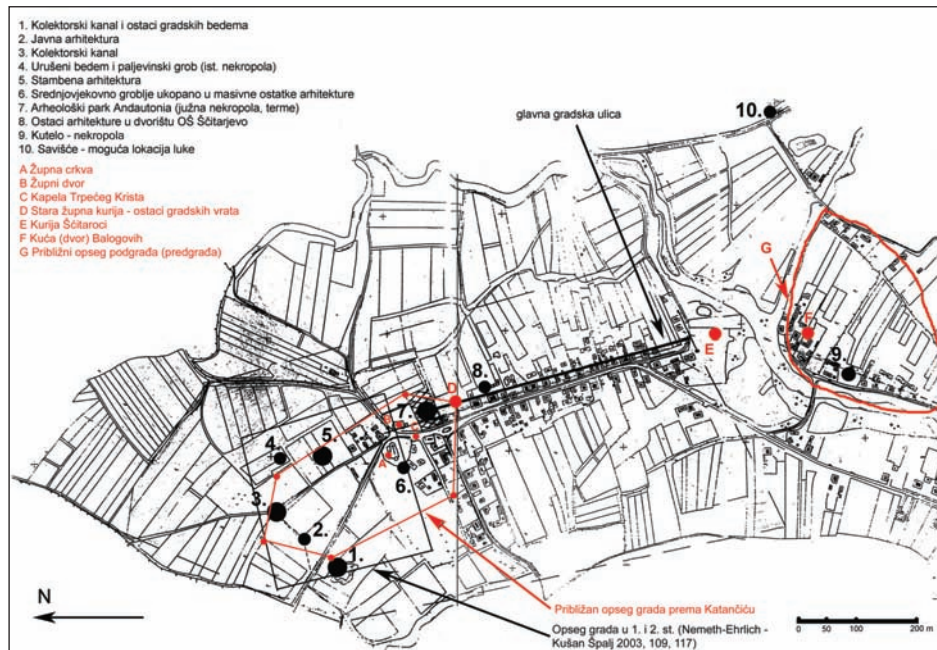 1. Kolektorski kanal i ostaci gradskih bedema
2. Javna arhitektura
3. Kolektorski kanal
4. Urušeni bedem i paljevinski grob (ist. nekropola)
5. Stambena arhitektura
6. Srednjovjekovno groblje ukopano u masivne ostatke arhitekture
7. Arheološki park Andautonia (južna nekropola, terme)
8. Ostaci arhitekture u dvorištu OŠ Ščitarjevo
9. Kutelo - nekropola
10. Savišće - moguća lokacija luke
A Župna crkva
B Župni dvor
C Kapela Trpećeg Krista
D Stara župna kurija - ostaci gradskih vrata
E Kurija Ščitaroci
F Kuća (dvor) Balogovih
G Približni opseg podgrađa (predgrađa)
glavna gradska ulica
10.
G
F
E
9.
D
8.
7.
B
C
A
6.
5.
4.
3.
2.
1.
N
Približan opseg grada prema Katančiću
Opseg grada u 1. i 2. st. (Nemeth-Ehrlich -
Kušan Špalj 2003, 109, 117)
0 50 100 200 m